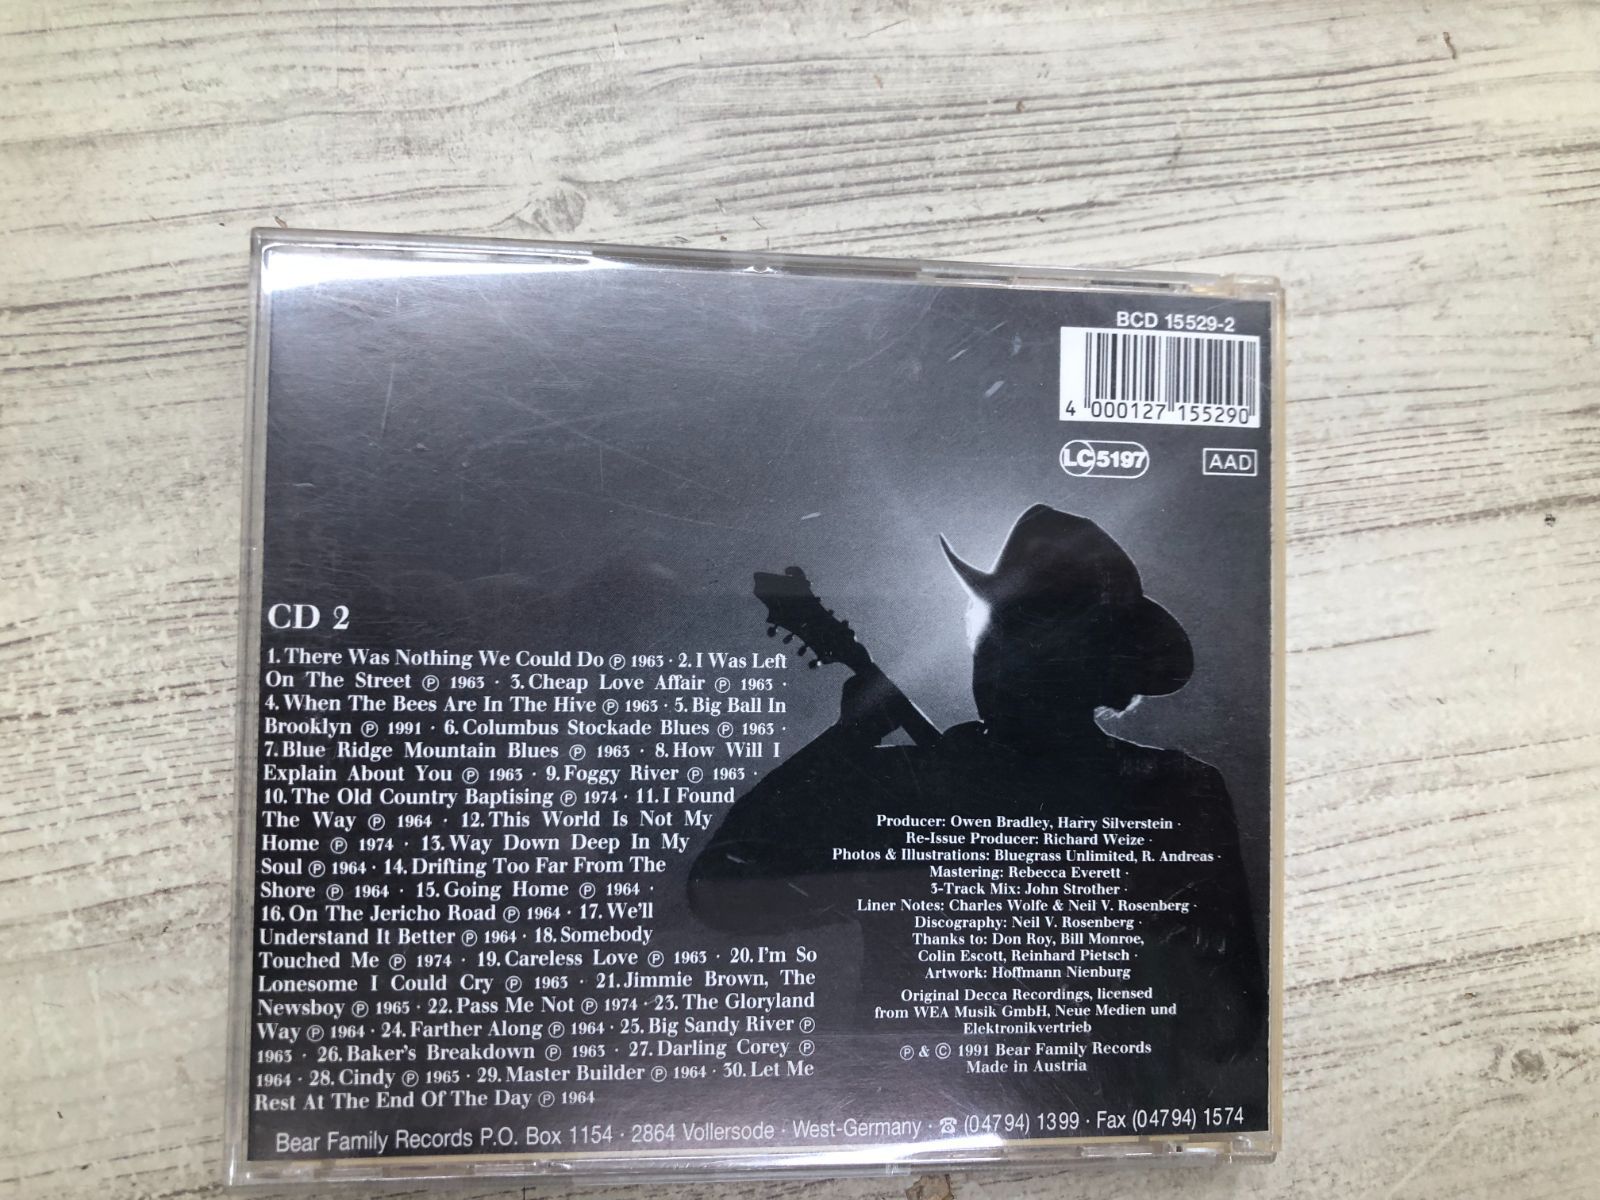 BCD 15529-2
4 000127 155290
LC 5197
AAD
CD 2
1. There Was Nothing We Could Do ℗ 1963 · 2. I Was Left
On The Street ℗ 1963 · 3. Cheap Love Affair ℗ 1963 ·
4. When The Bees Are In The Hive ℗ 1963 · 5. Big Ball In
Brooklyn ℗ 1991 · 6. Columbus Stockade Blues ℗ 1963 ·
7. Blue Ridge Mountain Blues ℗ 1963 · 8. How Will I
Explain About You ℗ 1963 · 9. Foggy River ℗ 1963 ·
10. The Old Country Baptising ℗ 1974 · 11. I Found
The Way ℗ 1964 · 12. This World Is Not My
Home ℗ 1974 · 13. Way Down Deep In My
Soul ℗ 1964 · 14. Drifting Too Far From The
Shore ℗ 1964 · 15. Going Home ℗ 1964 ·
16. On The Jericho Road ℗ 1964 · 17. We'll
Understand It Better ℗ 1964 · 18. Somebody
Touched Me ℗ 1974 · 19. Careless Love ℗ 1963 · 20. I'm So
Lonesome I Could Cry ℗ 1963 · 21. Jimmie Brown, The
Newsboy ℗ 1965 · 22. Pass Me Not ℗ 1974 · 23. The Gloryland
Way ℗ 1964 · 24. Farther Along ℗ 1964 · 25. Big Sandy River ℗
1963 · 26. Baker's Breakdown ℗ 1963 · 27. Darling Corey ℗
1964 · 28. Cindy ℗ 1965 · 29. Master Builder ℗ 1964 · 30. Let Me
Rest At The End Of The Day ℗ 1964
Producer: Owen Bradley, Harry Silverstein ·
Re-Issue Producer: Richard Weize ·
Photos & Illustrations: Bluegrass Unlimited, R. Andreas ·
Mastering: Rebecca Everett ·
3-Track Mix: John Strother ·
Liner Notes: Charles Wolfe & Neil V. Rosenberg ·
Discography: Neil V. Rosenberg ·
Thanks to: Don Roy, Bill Monroe,
Colin Escott, Reinhard Pietsch ·
Artwork: Hoffmann Nienburg
Original Decca Recordings, licensed
from WEA Musik GmbH, Neue Medien und
Elektronikvertrieb
℗ & © 1991 Bear Family Records
Made in Austria
Bear Family Records P.O. Box 1154 · 2864 Vollersode · West-Germany · ☎ (04794) 1399 · Fax (04794) 1574